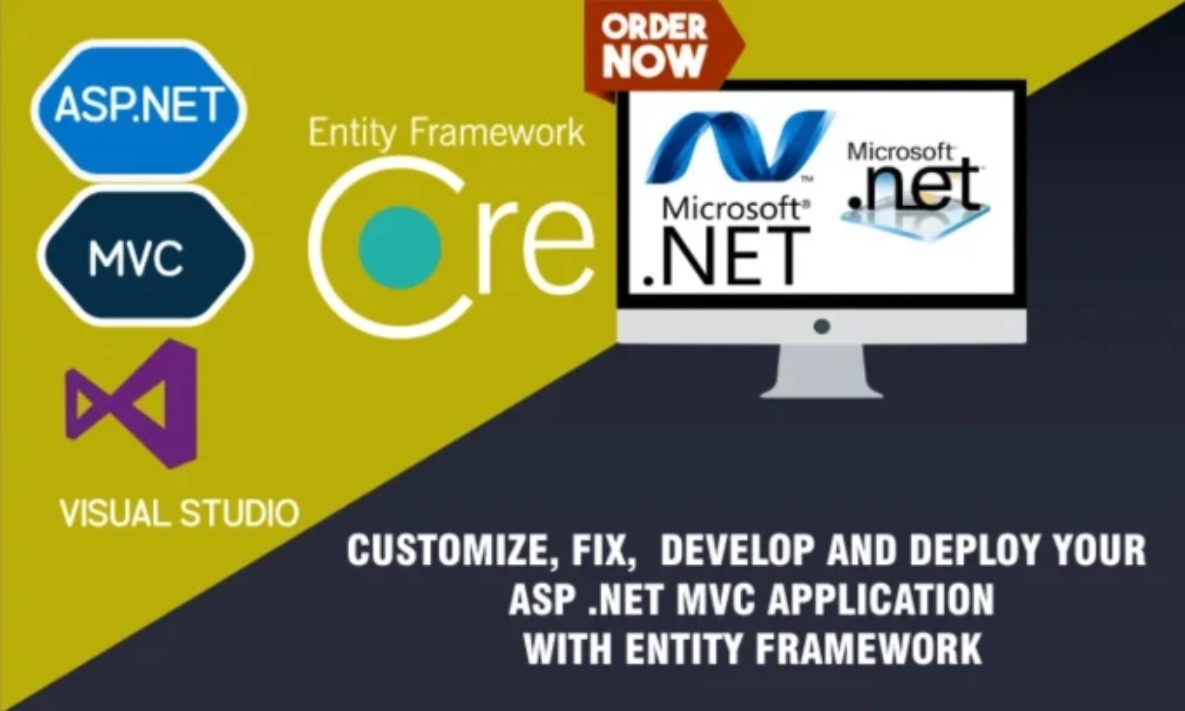 ORDER
NOW
ASP.NET
MVC
VISUAL STUDIO
Entity Framework
Core
Microsoft®
.NET
TM
Microsoft
.net
CUSTOMIZE, FIX, DEVELOP AND DEPLOY YOUR
ASP .NET MVC APPLICATION
WITH ENTITY FRAMEWORK